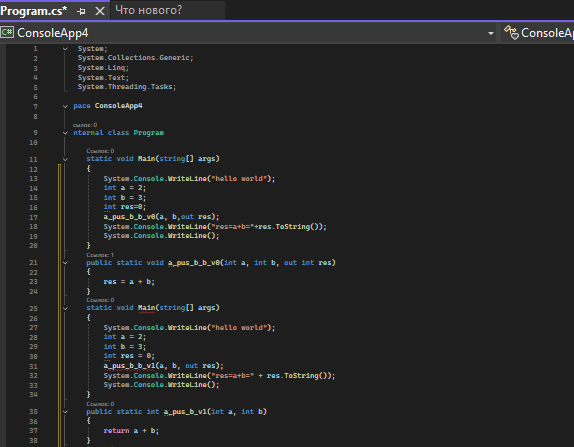 Program.cs*
Что нового?
C# ConsoleApp4
ConsoleAp
1 System;
2 System.Collections.Generic;
3 System.Linq;
4 System.Text;
5 System.Threading.Tasks;
6
7 pace ConsoleApp4
8
сылок: 0
9 nternal class Program
10
Ссылок: 0
11 static void Main(string[] args)
12 {
13 System.Console.WriteLine("hello world");
14 int a = 2;
15 int b = 3;
16 int res=0;
17 a_pus_b_b_v0(a, b,out res);
18 System.Console.WriteLine("res=a+b="+res.ToString());
19 System.Console.WriteLine();
20 }
Ссылок: 1
21 public static void a_pus_b_b_v0(int a, int b, out int res)
22 {
23 res = a + b;
24 }
Ссылок: 0
25 static void Main(string[] args)
26 {
27 System.Console.WriteLine("hello world");
28 int a = 2;
29 int b = 3;
30 int res = 0;
31 a_pus_b_b_v1(a, b, out res);
32 System.Console.WriteLine("res=a+b=" + res.ToString());
33 System.Console.WriteLine();
34 }
Ссылок: 0
35 public static int a_pus_b_v1(int a, int b)
36 {
37 return a + b;
38 }